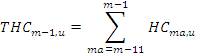 THC_{m-1,u} = \sum_{ma=m-11}^{m-1} HC_{ma,u}